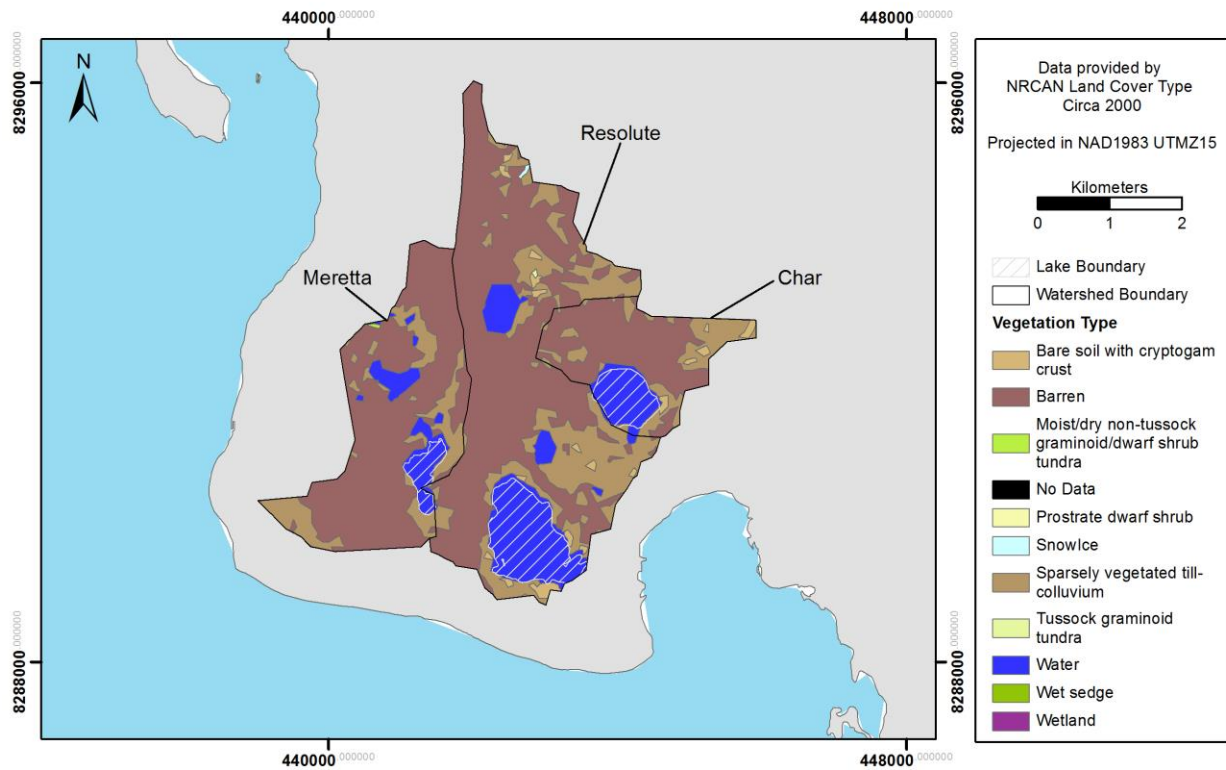 440000.000000
448000.000000
8296000.000000
8296000.000000
N
Resolute
Meretta
Char
8288000.000000
8288000.000000
440000.000000
448000.000000
Data provided by
NRCAN Land Cover Type
Circa 2000
Projected in NAD1983 UTMZ15
Kilometers
0 1 2
Lake Boundary
Watershed Boundary
Vegetation Type
Bare soil with cryptogam
crust
Barren
Moist/dry non-tussock
graminoid/dwarf shrub
tundra
No Data
Prostrate dwarf shrub
SnowIce
Sparsely vegetated till-
colluvium
Tussock graminoid
tundra
Water
Wet sedge
Wetland